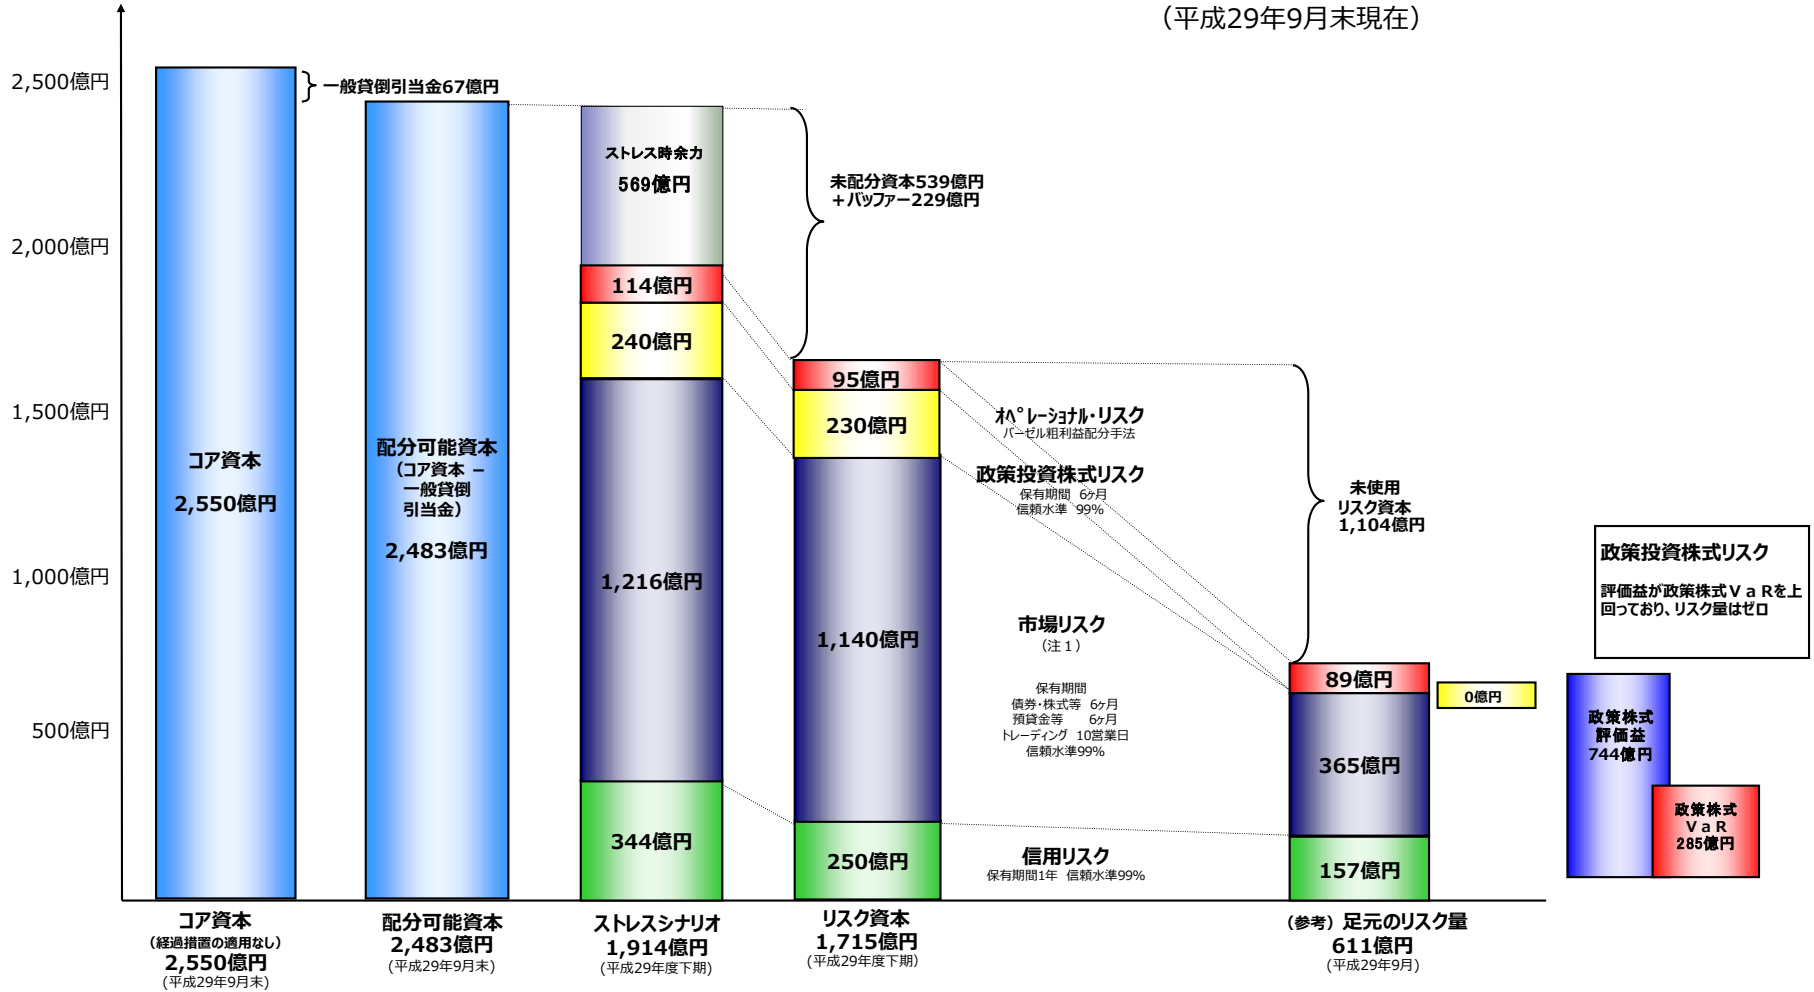 （平成29年9月末現在）
2,500億円
2,000億円
1,500億円
1,000億円
500億円
一般貸倒引当金67億円
コア資本
2,550億円
配分可能資本
（コア資本 －
一般貸倒
引当金）
2,483億円
ストレス時余力
569億円
114億円
240億円
1,216億円
344億円
未配分資本539億円
＋バッファー229億円
95億円
230億円
1,140億円
250億円
ｵﾍﾟﾚｰｼｮﾅﾙ・リスク
バーゼル粗利益配分手法
政策投資株式リスク
保有期間 6ヶ月
信頼水準 99%
市場リスク
（注１）
保有期間
債券・株式等 6ヶ月
預貸金等 6ヶ月
トレーディング 10営業日
信頼水準99%
信用リスク
保有期間1年 信頼水準99%
未使用
リスク資本
1,104億円
89億円
0億円
365億円
157億円
政策投資株式リスク
評価益が政策株式ＶａＲを上
回っており、リスク量はゼロ
政策株式
評価益
744億円
政策株式
ＶａＲ
285億円
コア資本
（経過措置の適用なし）
2,550億円
(平成29年9月末)
配分可能資本
2,483億円
(平成29年9月末)
ストレスシナリオ
1,914億円
(平成29年度下期)
リスク資本
1,715億円
(平成29年度下期)
（参考）足元のリスク量
611億円
(平成29年9月)